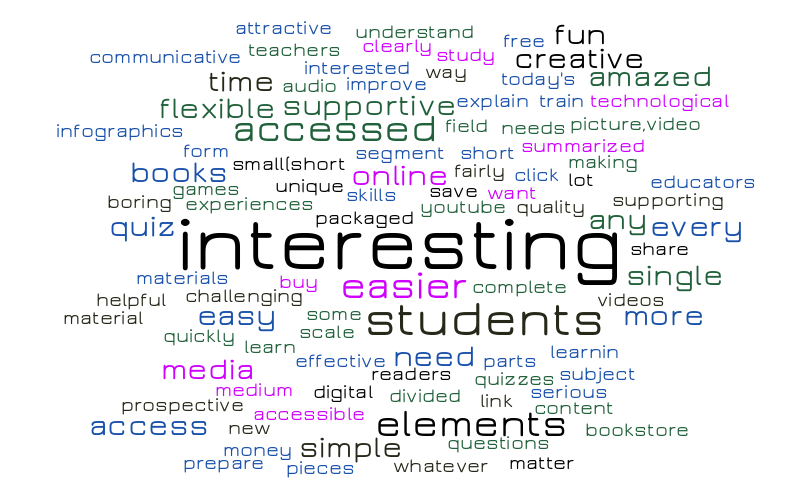 attractive understand free fun
communicative teachers clearly study creative
interested way today's amazed
time audio improve
flexible supportive explain train technological
infographics accessed field needs picture,video
form segment short summarized
books small(short online fairly click lot making educators
games unique skills save want
boring experiences packaged youtube quality supporting
quiz interesting any every
share
materials buy easier complete single
helpful challenging videos
material easy some students more
quickly scale
learn effective need parts learnin
media readers quizzes subject
medium digital divided link serious
prospective accessible content
access new elements bookstore
money simple questions
prepare pieces whatever matter